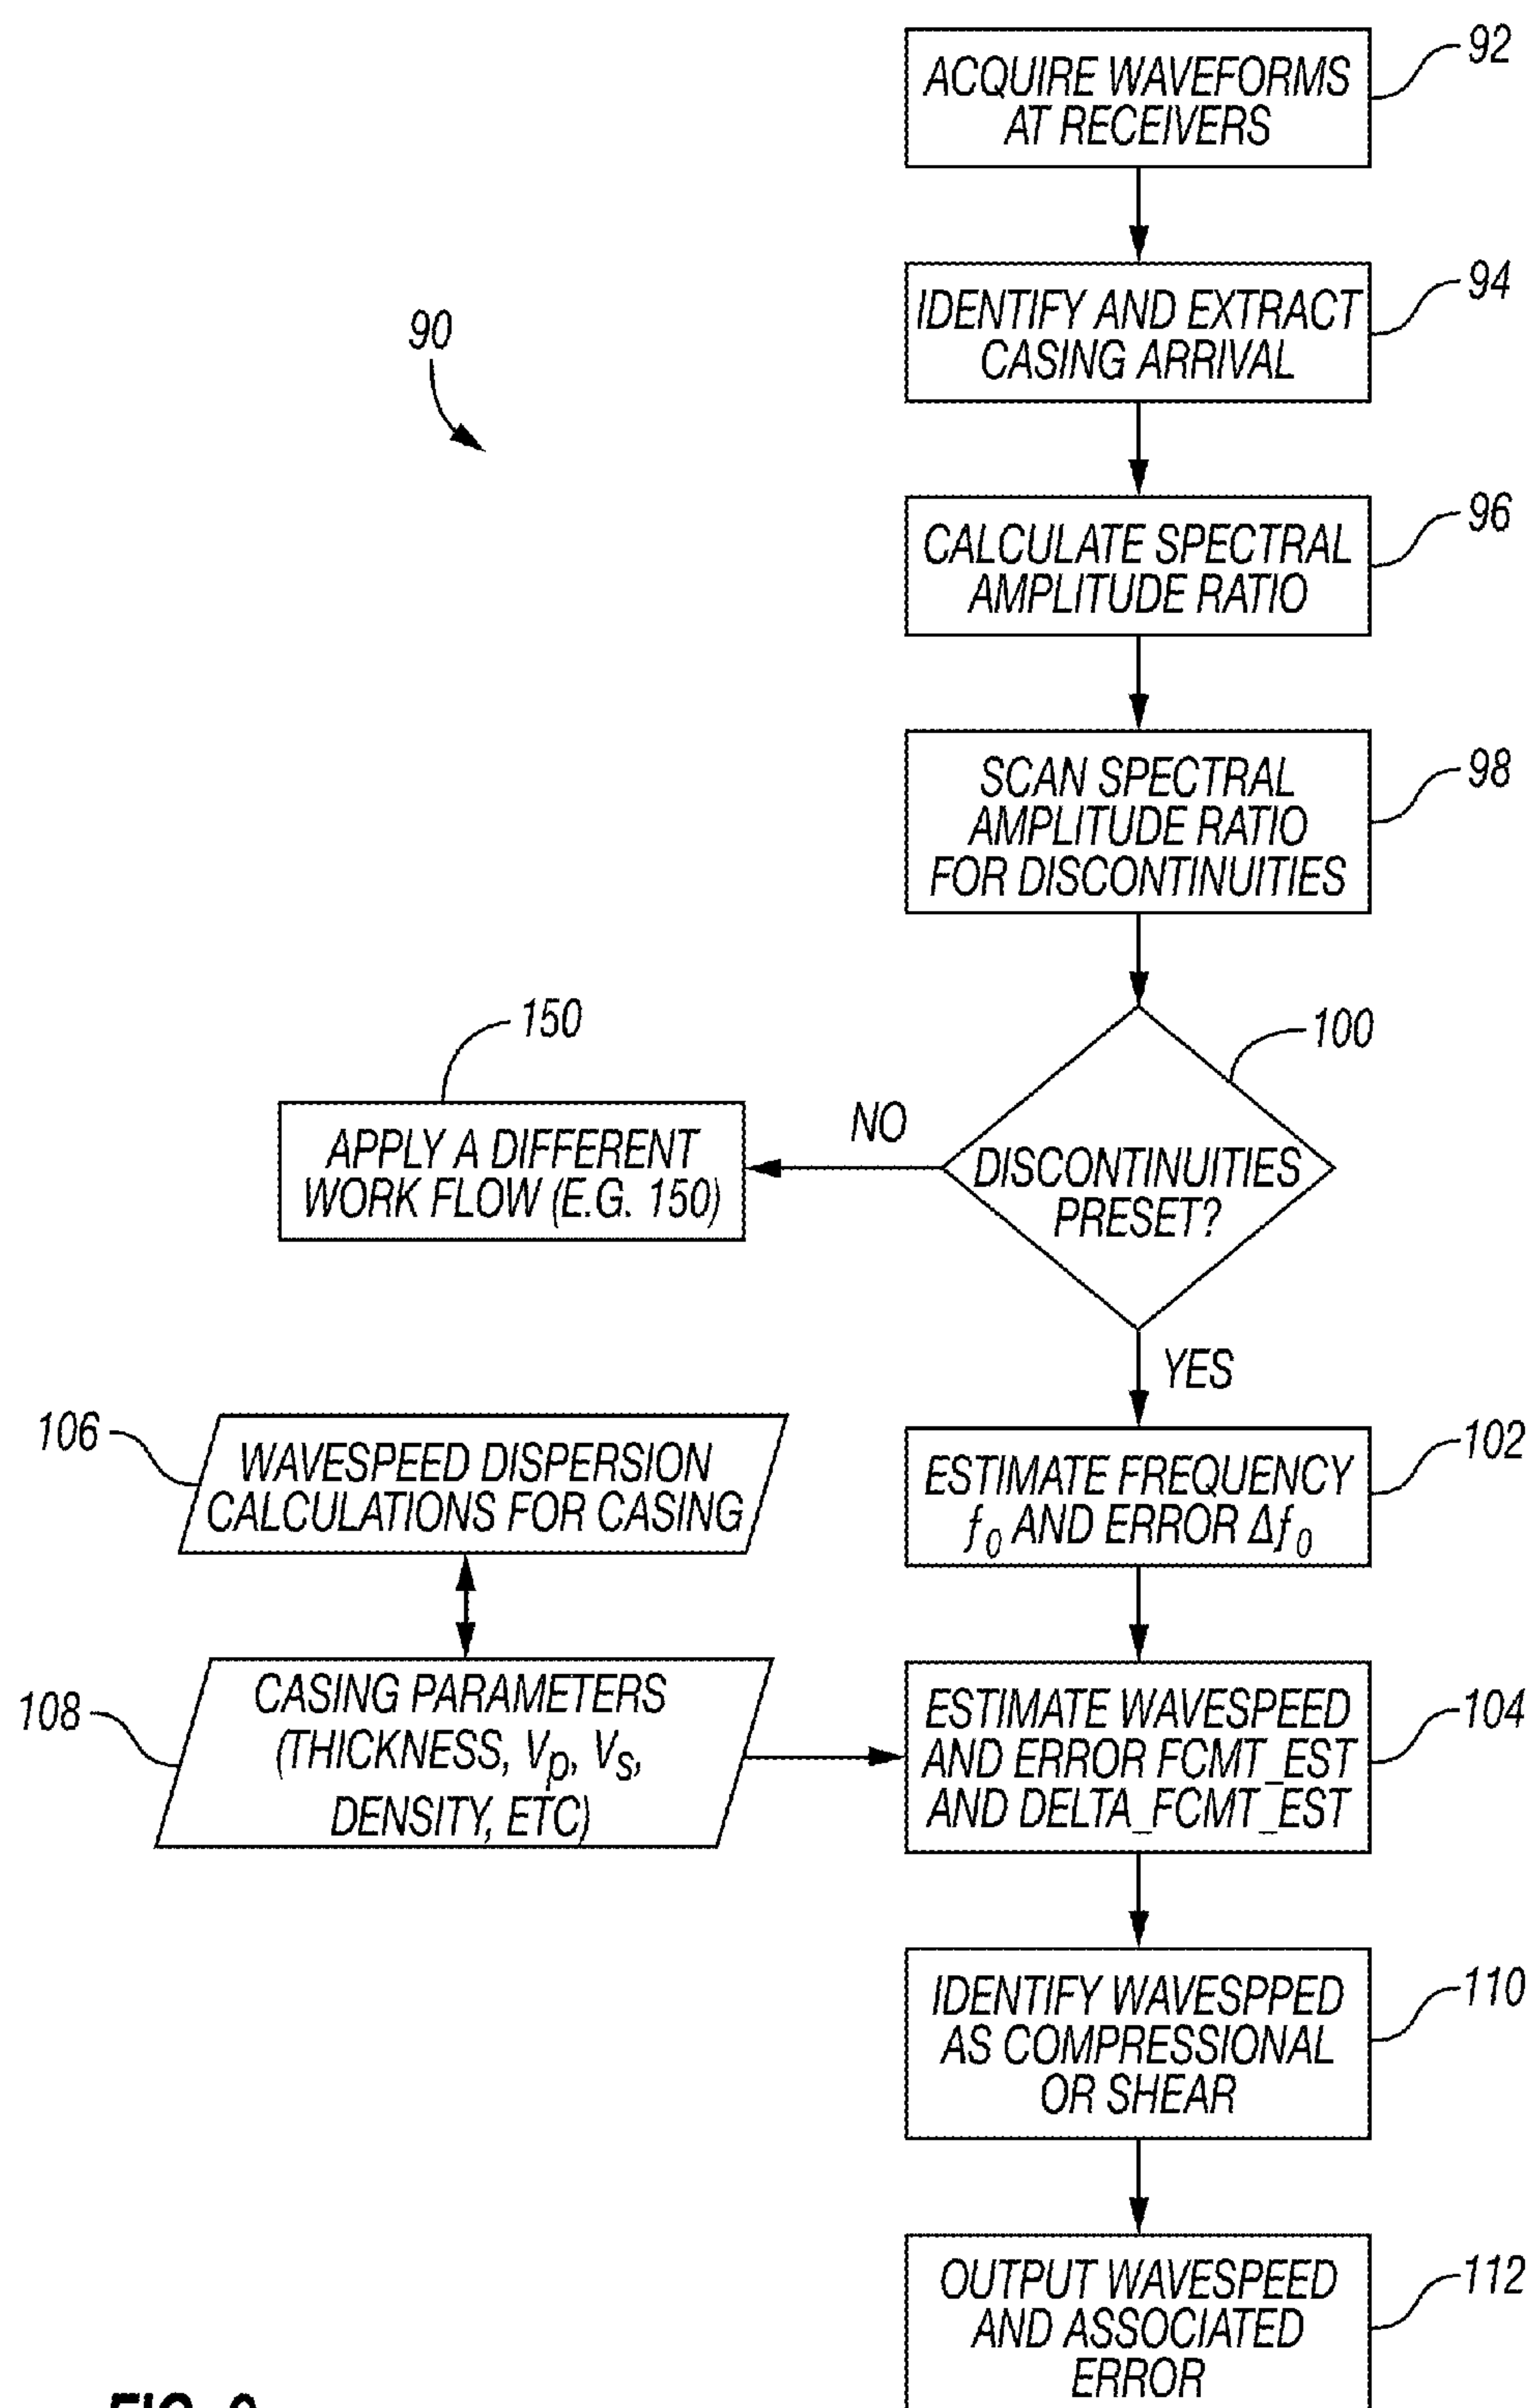 ACQUIRE WAVEFORMS
AT RECEIVERS
92
IDENTIFY AND EXTRACT
CASING ARRIVAL
94
90
CALCULATE SPECTRAL
AMPLITUDE RATIO
96
SCAN SPECTRAL
AMPLITUDE RATIO
FOR DISCONTINUITIES
98
150
100
NO
APPLY A DIFFERENT
WORK FLOW (E.G. 150)
DISCONTINUITIES
PRESET?
YES
106
WAVESPEED DISPERSION
CALCULATIONS FOR CASING
ESTIMATE FREQUENCY
f₀ AND ERROR Δf₀
102
108
CASING PARAMETERS
(THICKNESS, Vp, Vs,
DENSITY, ETC)
ESTIMATE WAVESPEED
AND ERROR FCMT_EST
AND DELTA_FCMT_EST
104
IDENTIFY WAVESPPED
AS COMPRESSIONAL
OR SHEAR
110
OUTPUT WAVESPEED
AND ASSOCIATED
ERROR
112